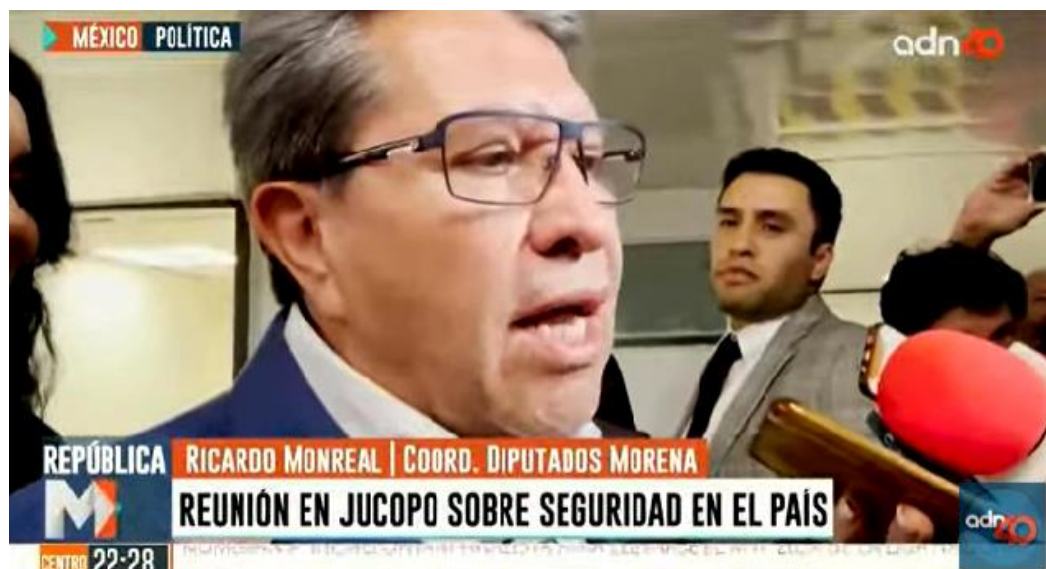 MÉXICO POLÍTICA
adn40
REPÚBLICA
RICARDO MONREAL | COORD. DIPUTADOS MORENA
M
REUNIÓN EN JUCOPO SOBRE SEGURIDAD EN EL PAÍS
adn40
CENTRO 22:28